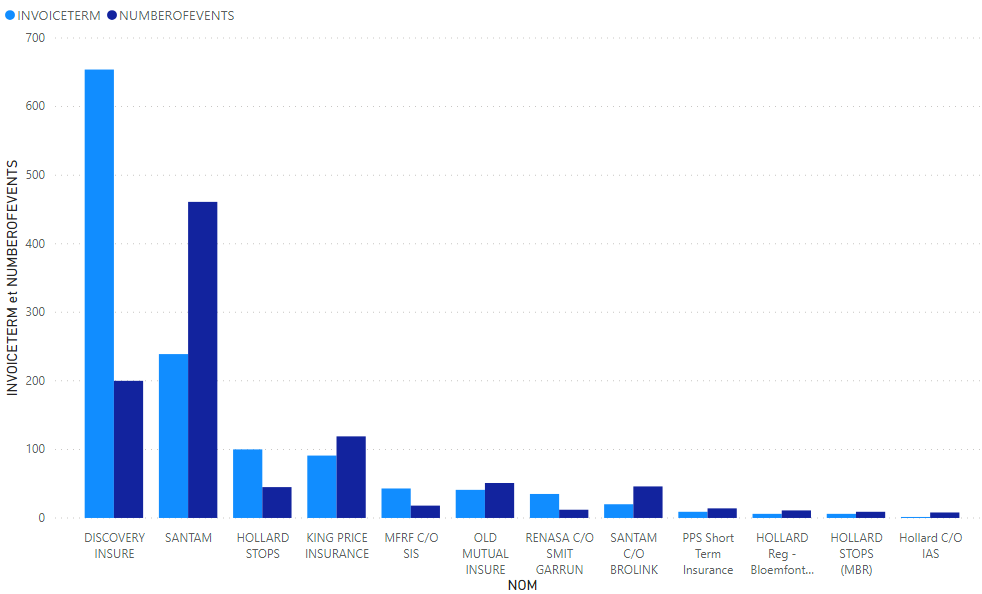 INVOICETERM NUMBEROFEVENTS
700
600
500
400
300
200
100
0
INVOICETERM et NUMBEROFEVENTS
DISCOVERY
INSURE
SANTAM
HOLLARD
STOPS
KING PRICE
INSURANCE
MFRF C/O
SIS
OLD
MUTUAL
INSURE
RENASA C/O
SMIT
GARRUN
SANTAM
C/O
BROLINK
PPS Short
Term
Insurance
HOLLARD
Reg -
Bloemfont...
HOLLARD
STOPS
(MBR)
Hollard C/O
IAS
NOM